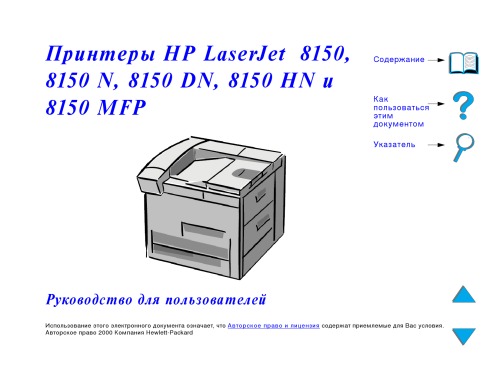 Принтеры HP LaserJet 8150,
8150 N, 8150 DN, 8150 HN и
8150 MFP
Содержание
Как
пользоваться
этим
документом
Указатель
Руководство для пользователей
Использование этого электронного документа означает, что Авторское право и лицензия содержат приемлемые для Вас условия.
Авторское право 2000 Компания Hewlett-Packard